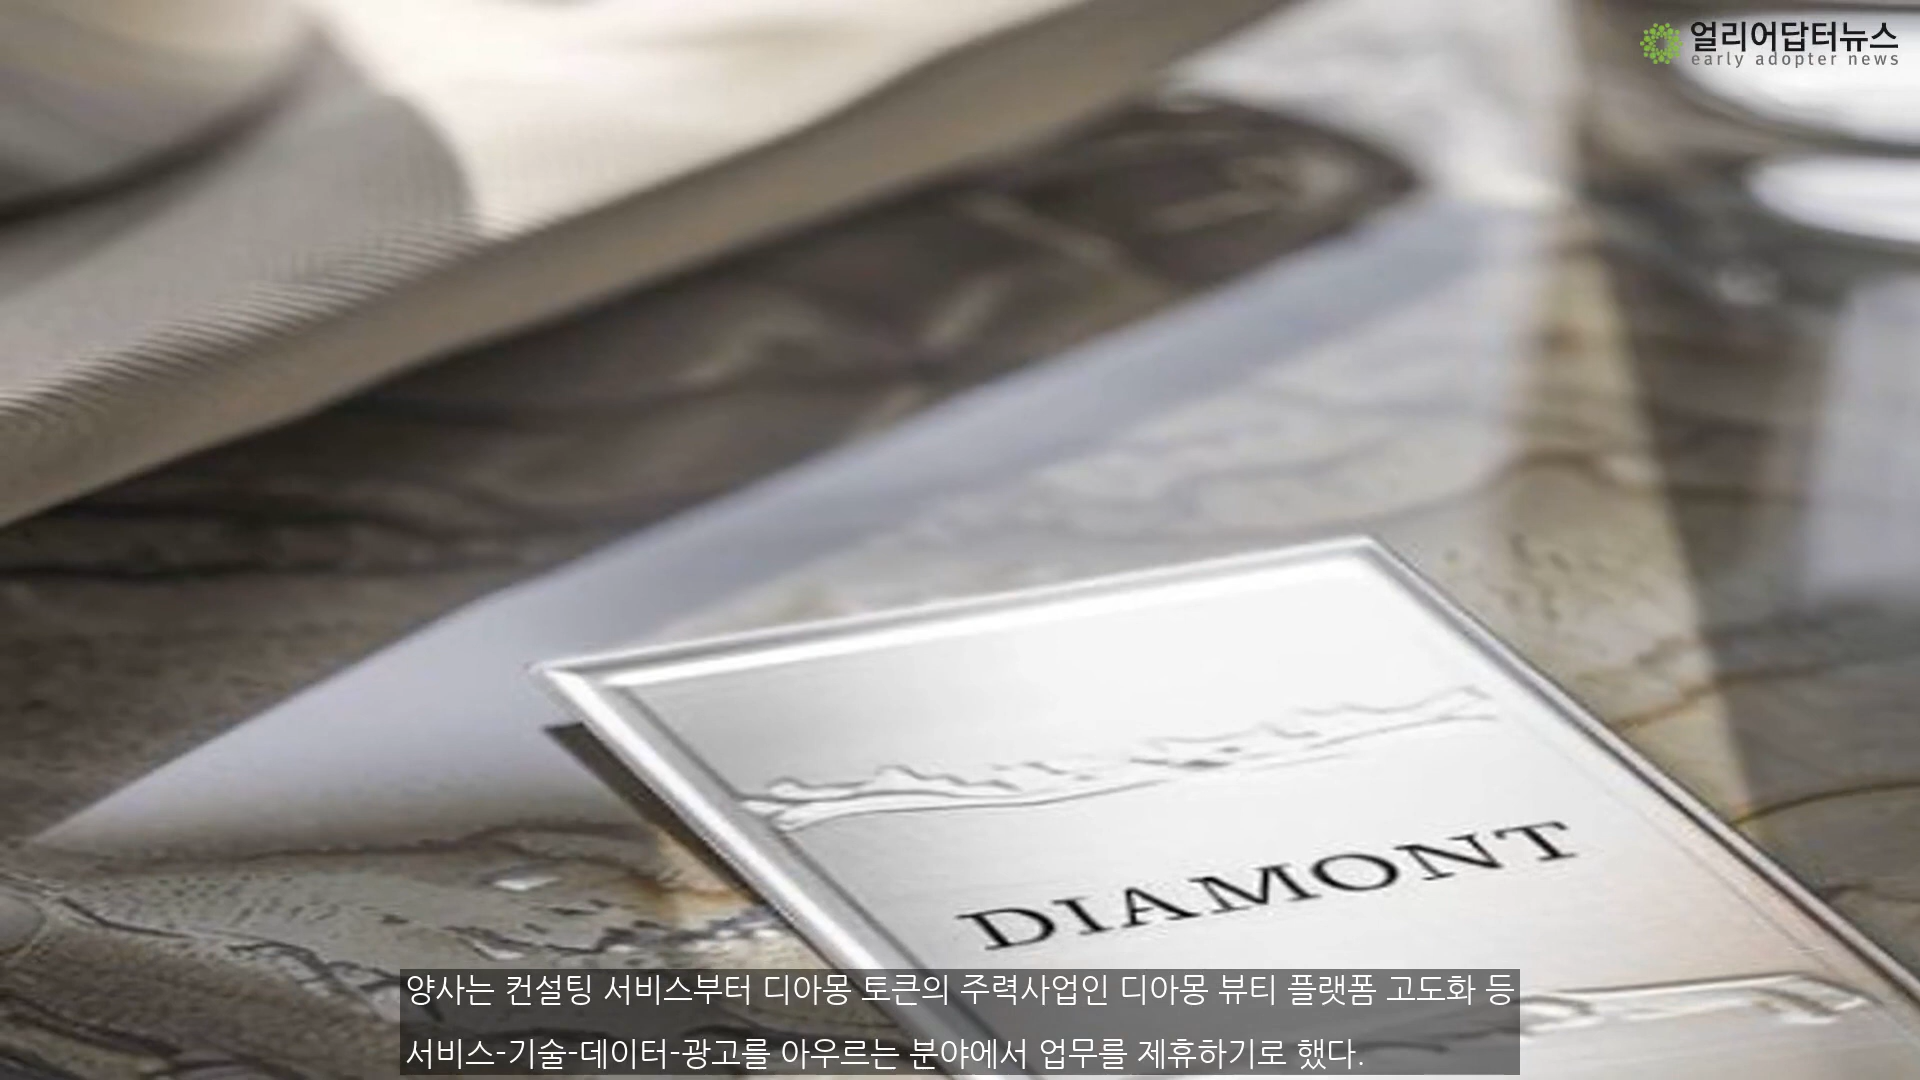 얼리어답터뉴스
early adopter news
DIAMONT
양사는 컨설팅 서비스부터 디아몽 토큰의 주력사업인 디아몽 뷰티 플랫폼 고도화 등
서비스-기술-데이터-광고를 아우르는 분야에서 업무를 제휴하기로 했다.